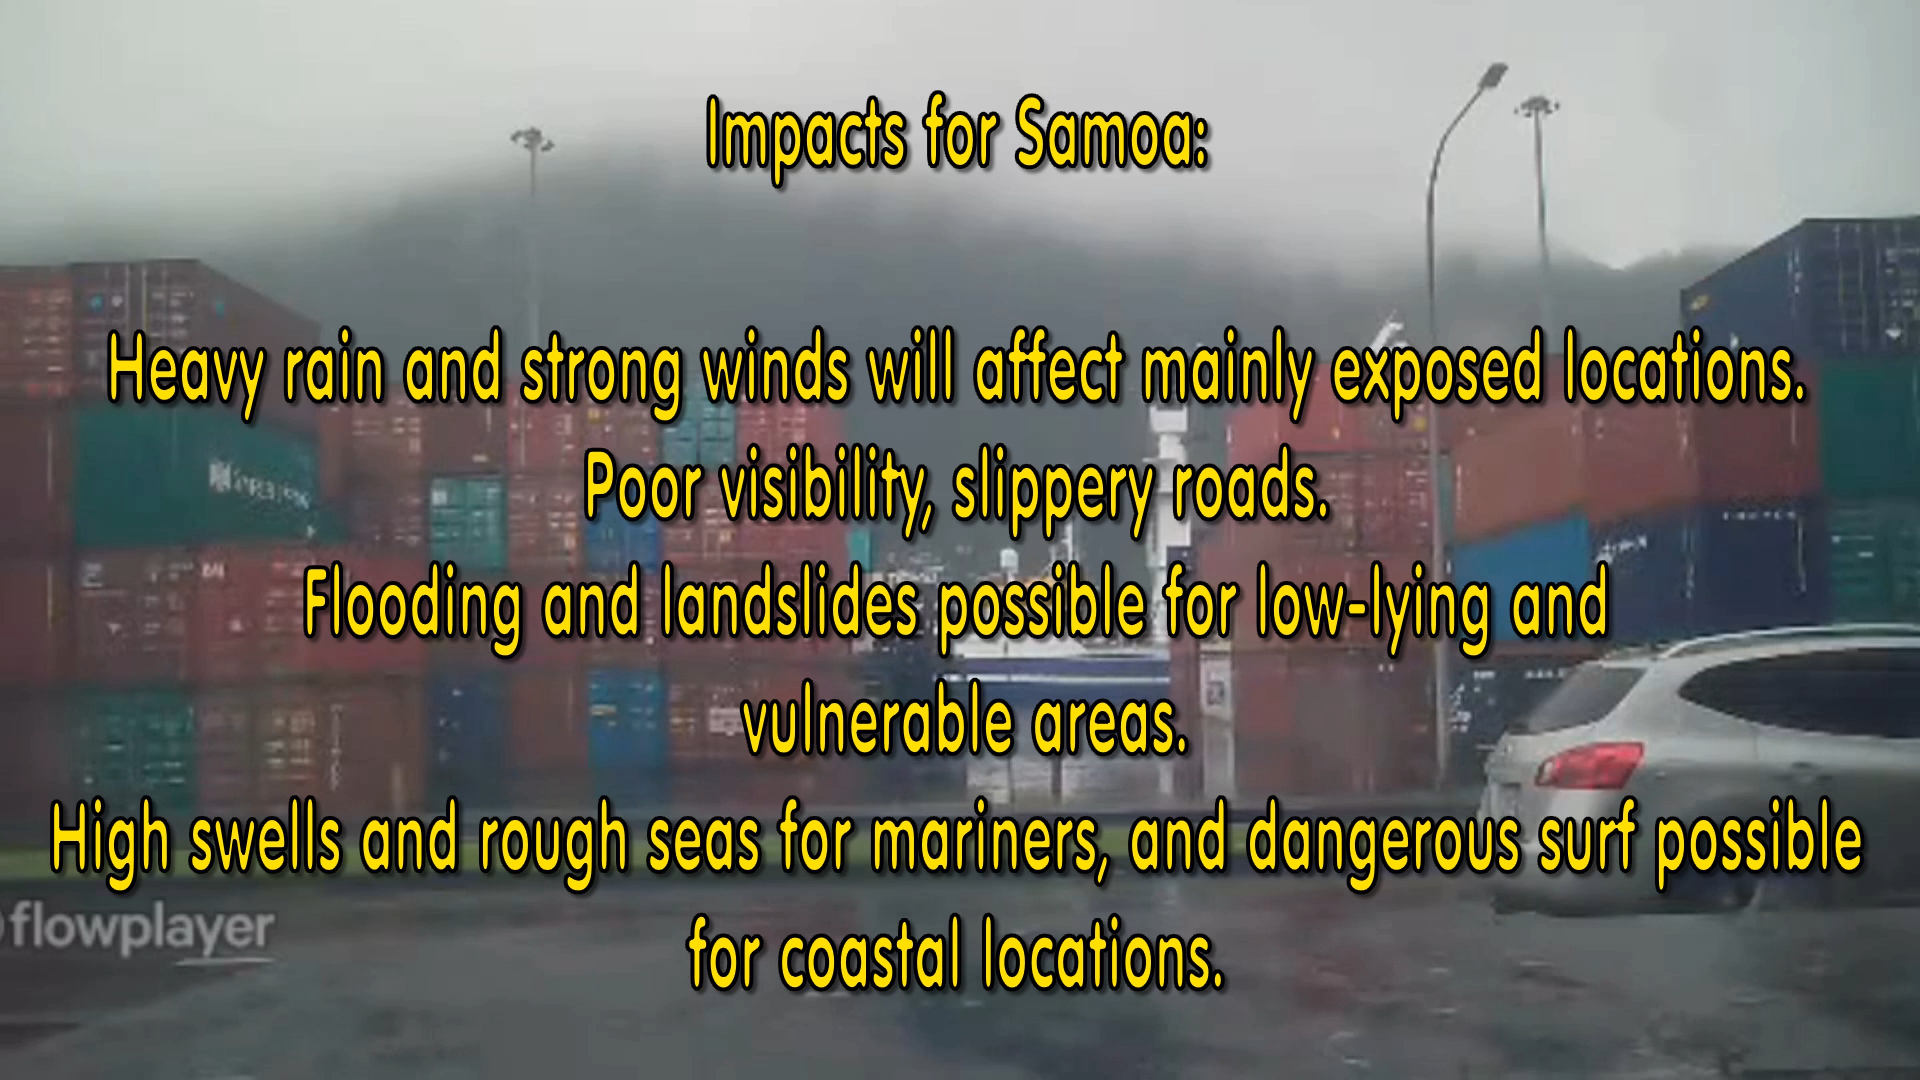 Impacts for Samoa:
Heavy rain and strong winds will affect mainly exposed locations.
Poor visibility, slippery roads.
Flooding and landslides possible for low-lying and
vulnerable areas.
High swells and rough seas for mariners, and dangerous surf possible
for coastal locations.
flowplayer